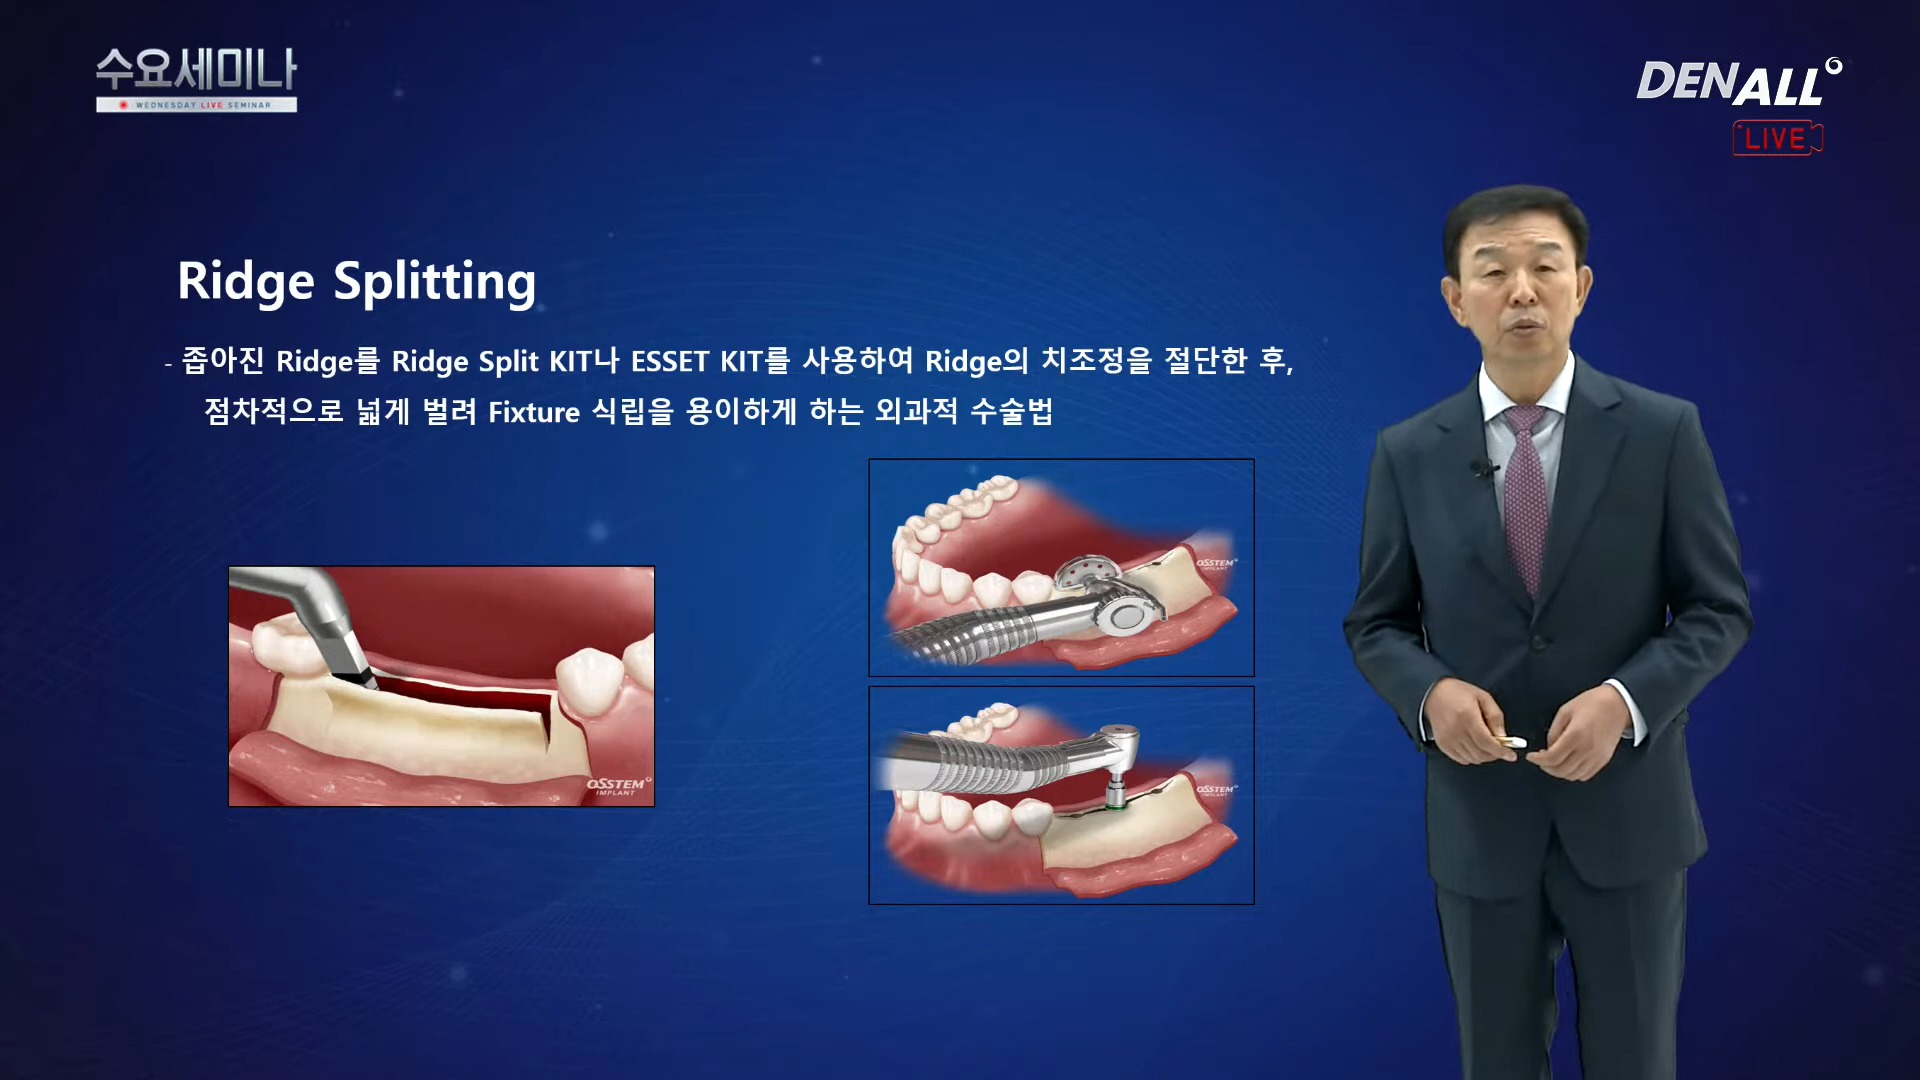 수요세미나
WEDNESDAY LIVE SEMINAR
DENALL
LIVE
Ridge Splitting
- 좁아진 Ridge를 Ridge Split KIT나 ESSET KIT를 사용하여 Ridge의 치조정을 절단한 후,
점차적으로 넓게 벌려 Fixture 식립을 용이하게 하는 외과적 수술법
OSSTEM
IMPLANT
OSSTEM
IMPLANT
OSSTEM
IMPLANT